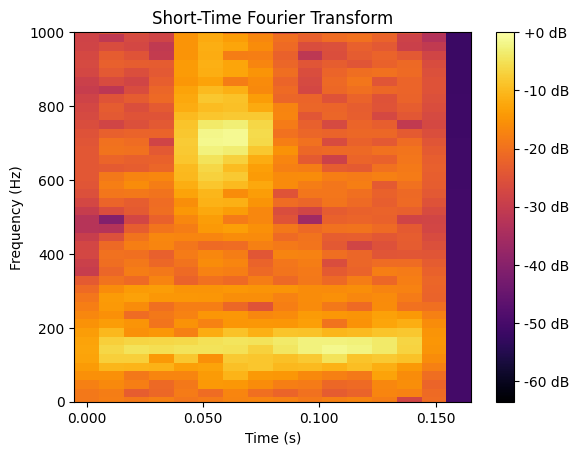 Short-Time Fourier Transform
1000
800
600
400
200
0
Frequency (Hz)
0.000
0.050
0.100
0.150
Time (s)
+0 dB
-10 dB
-20 dB
-30 dB
-40 dB
-50 dB
-60 dB